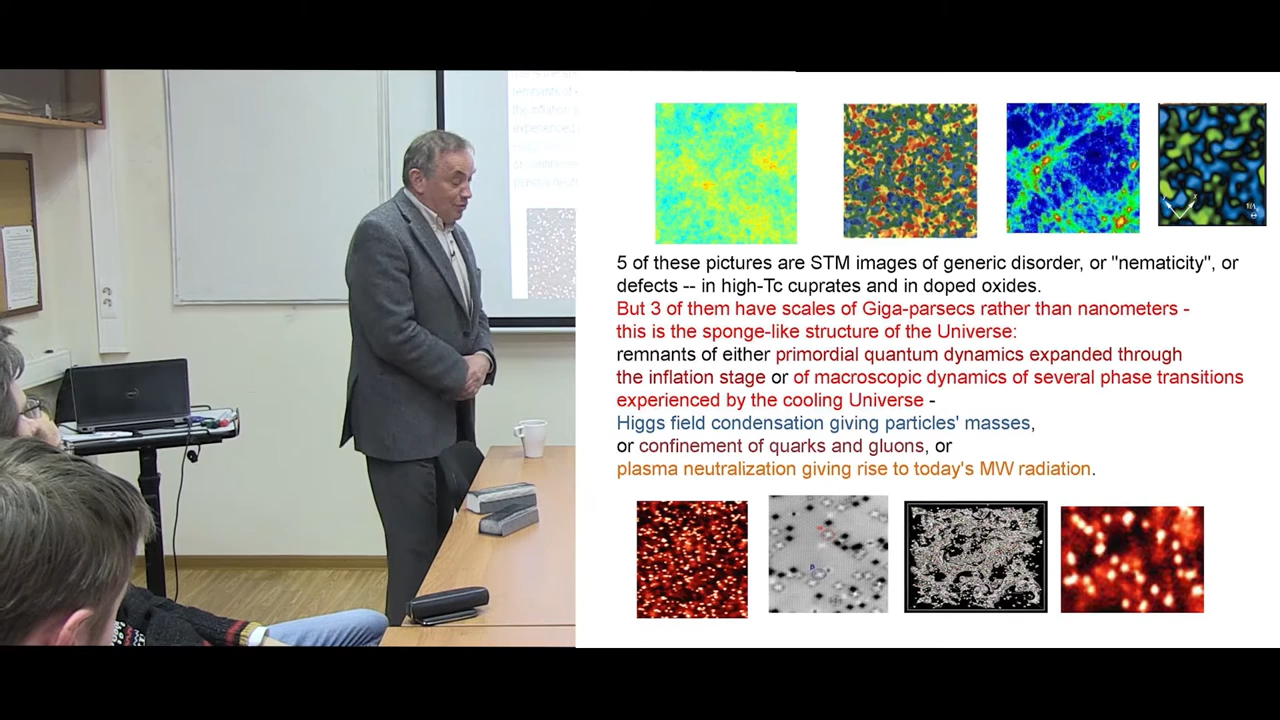 5 of these pictures are STM images of generic disorder, or "nematicity", or
defects -- in high-Tc cuprates and in doped oxides.
But 3 of them have scales of Giga-parsecs rather than nanometers -
this is the sponge-like structure of the Universe:
remnants of either primordial quantum dynamics expanded through
the inflation stage or of macroscopic dynamics of several phase transitions
experienced by the cooling Universe -
Higgs field condensation giving particles' masses,
or confinement of quarks and gluons, or
plasma neutralization giving rise to today's MW radiation.